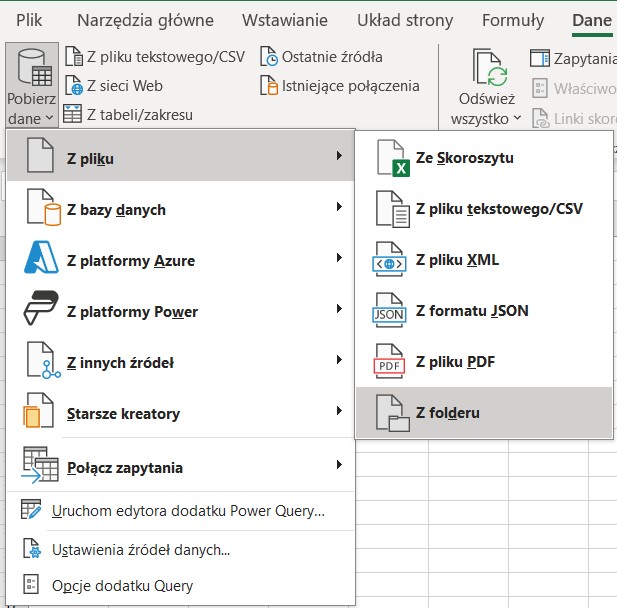 Plik Narzędzia główne Wstawianie Układ strony Formuły Dane
Pobierz dane
Z pliku tekstowego/CSV
Z sieci Web
Z tabeli/zakresu
Ostatnie źródła
Istniejące połączenia
Odśwież
wszystko
Zapytania
Właściwo
Linki skoro
Z pliku
Z bazy danych
Z platformy Azure
Z platformy Power
Z innych źródeł
Starsze kreatory
Połącz zapytania
Uruchom edytora dodatku Power Query...
Ustawienia źródeł danych...
Opcje dodatku Query
Ze Skoroszytu
Z pliku tekstowego/CSV
Z pliku XML
JSON
Z formatu JSON
PDF
Z pliku PDF
Z folderu